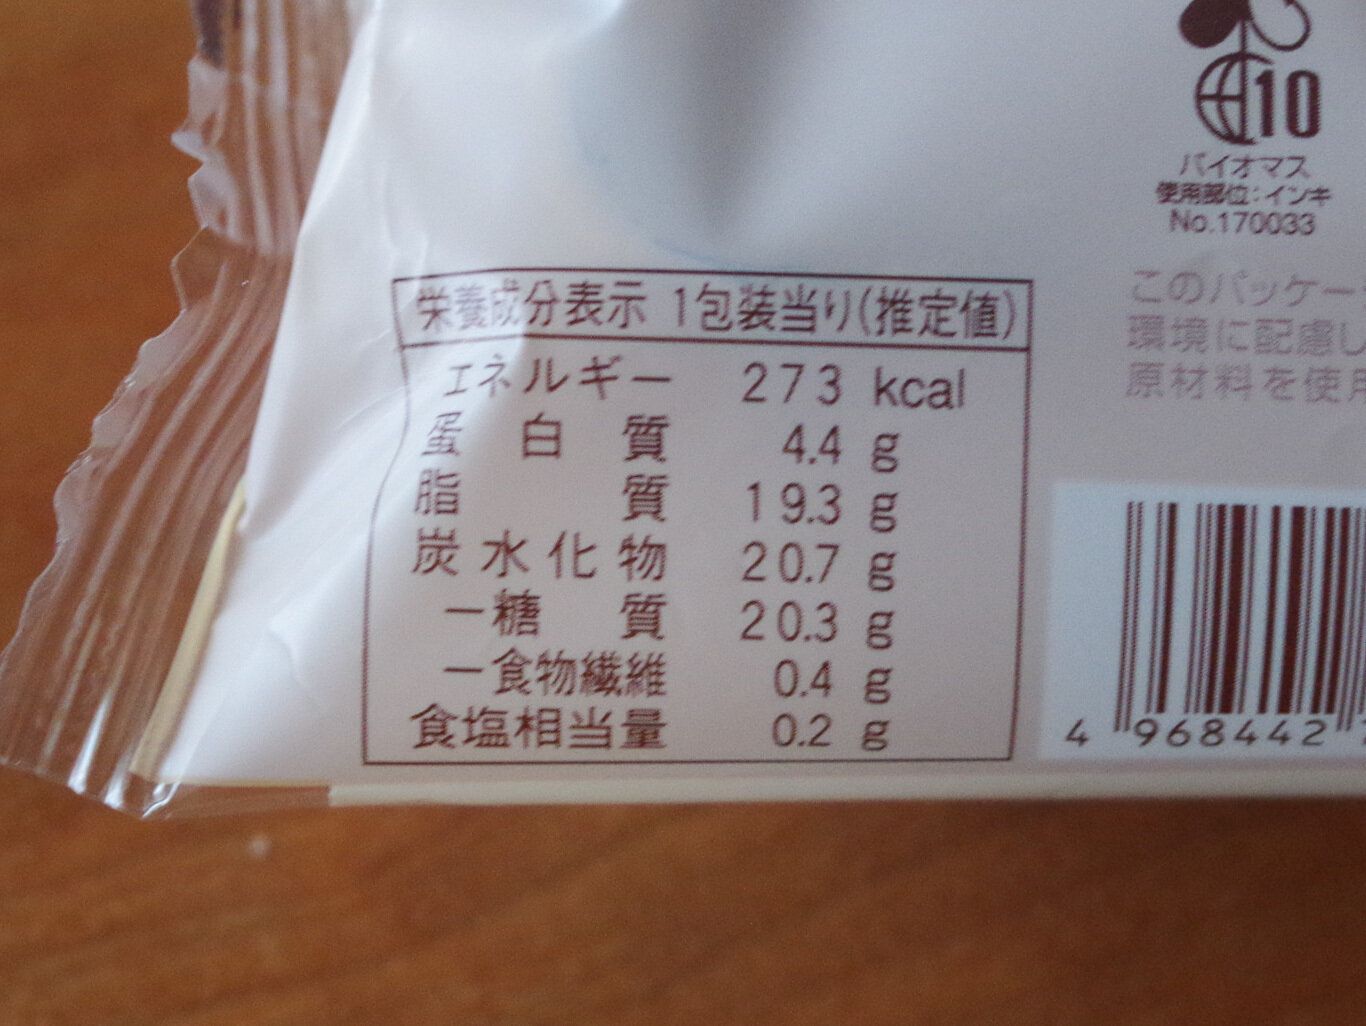 10
バイオマス
使用部位:インキ
No.170033
このパッケー
環境に配慮し
原材料を使用
栄養成分表示 1包装当り(推定値)
エネルギー 273 kcal
蛋白質 4.4 g
脂質 19.3 g
炭水化物 20.7 g
-糖質 20.3 g
-食物繊維 0.4 g
食塩相当量 0.2 g
4 968442